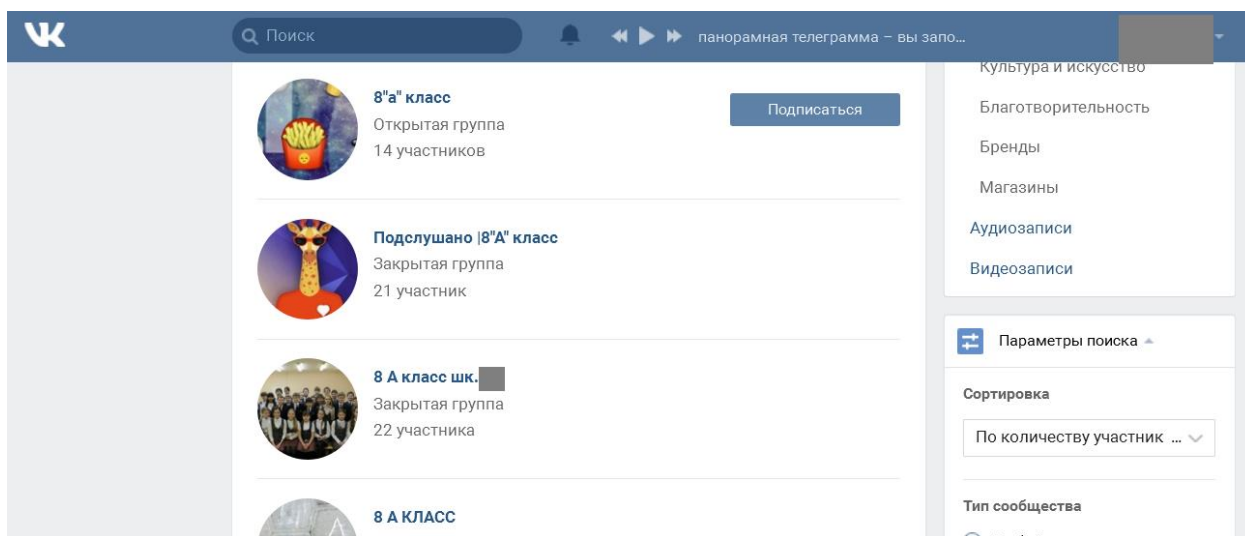 Поиск
панорамная телеграмма – вы запо...
8"а" класс
Открытая группа
14 участников
Подписаться
Подслушано |8"А" класс
Закрытая группа
21 участник
8 А класс шк.
Закрытая группа
22 участника
8 А КЛАСС
Культура и искусство
Благотворительность
Бренды
Магазины
Аудиозаписи
Видеозаписи
Параметры поиска
Сортировка
По количеству участник ...
Тип сообщества